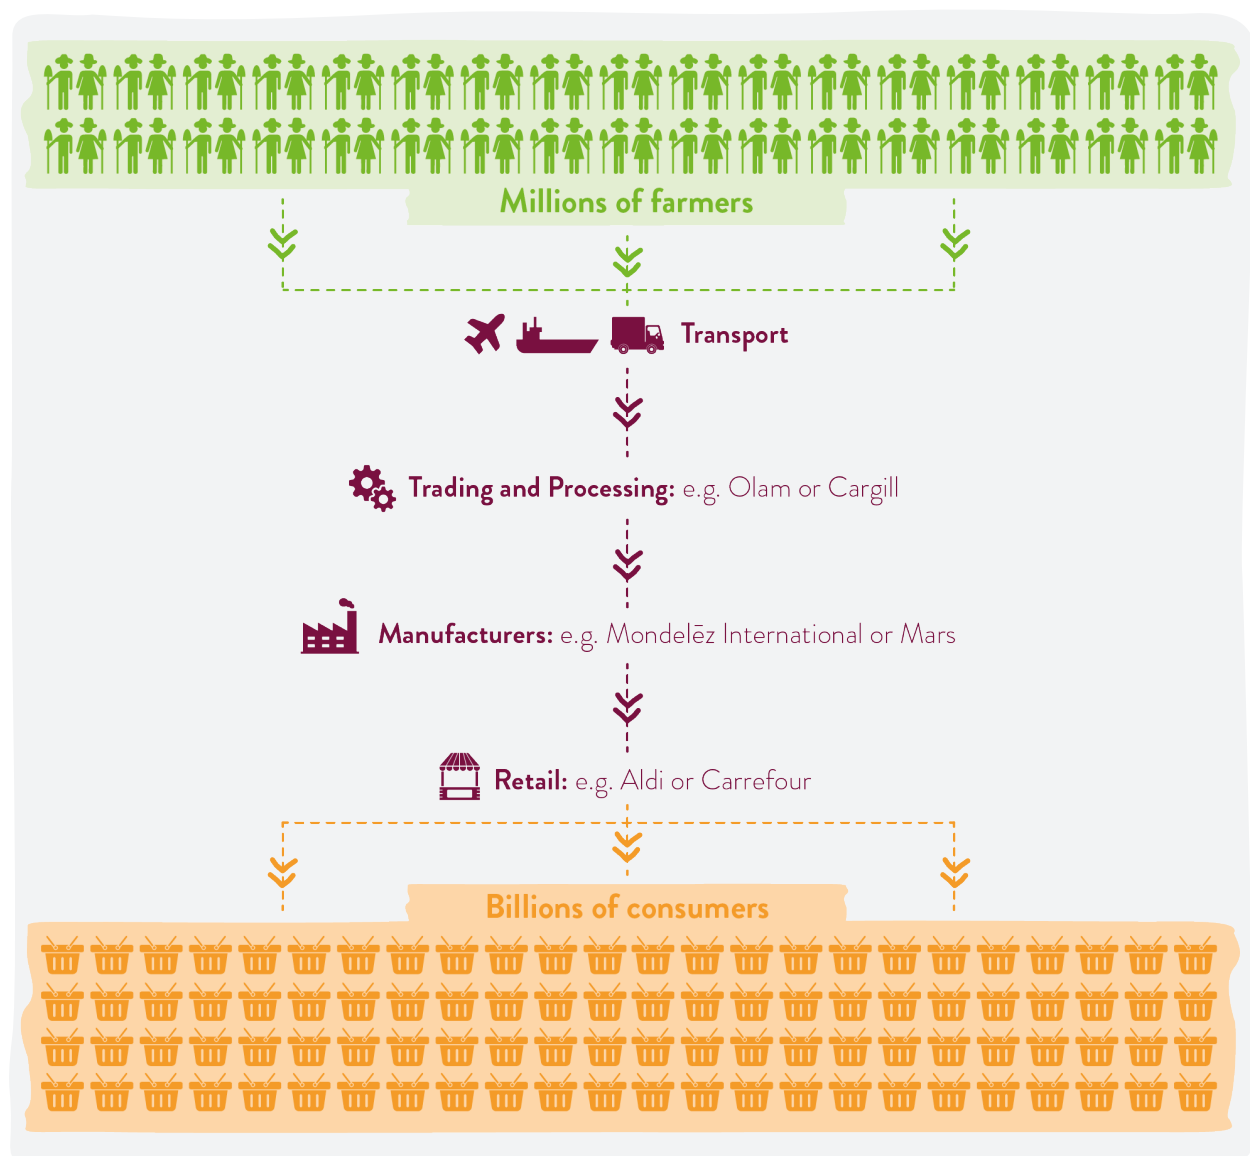 Millions of farmers
Transport
Trading and Processing: e.g. Olam or Cargill
Manufacturers: e.g. Mondelēz International or Mars
Retail: e.g. Aldi or Carrefour
Billions of consumers